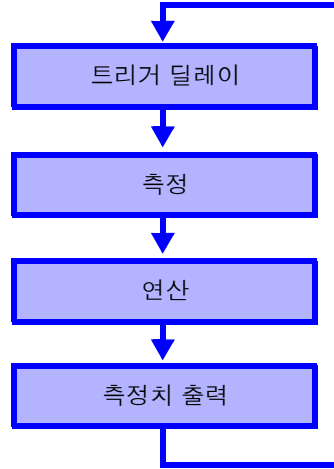 트리거 딜레이
측정
연산
측정치 출력